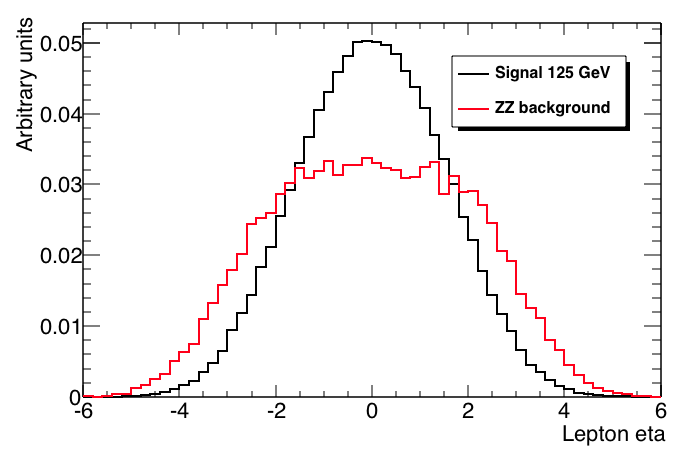 Arbitrary units
0.05
0.04
0.03
0.02
0.01
0
Signal 125 GeV
ZZ background
-6 -4 -2 0 2 4 6
Lepton eta